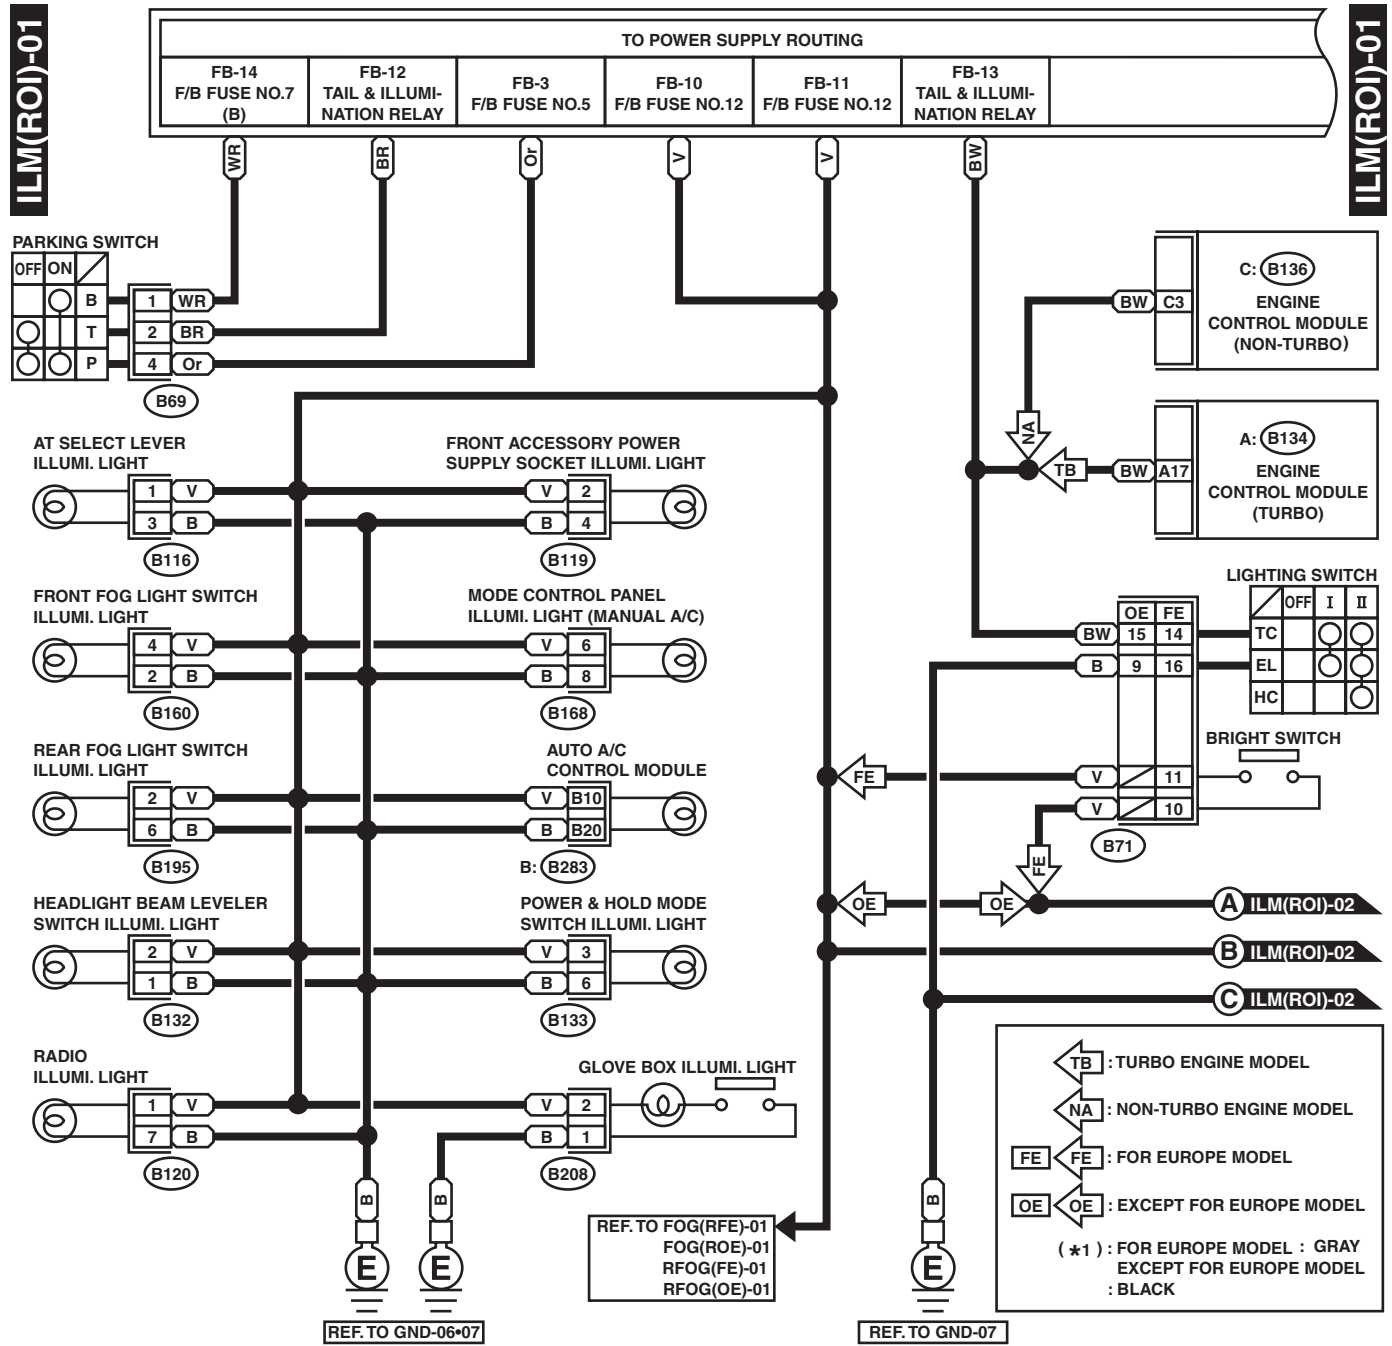 ILM(ROI)-01
ILM(ROI)-01
TO POWER SUPPLY ROUTING
FB-14
F/B FUSE NO.7
(B)
FB-12
TAIL & ILLUMI-
NATION RELAY
FB-3
F/B FUSE NO.5
FB-10
F/B FUSE NO.12
FB-11
F/B FUSE NO.12
FB-13
TAIL & ILLUMI-
NATION RELAY
WR
BR
Or
V
V
BW
PARKING SWITCH
OFF ON
B 1 WR
T 2 BR
P 4 Or
B69
C: B136
BW C3
ENGINE
CONTROL MODULE
(NON-TURBO)
NA
TB
A: B134
BW A17
ENGINE
CONTROL MODULE
(TURBO)
AT SELECT LEVER
ILLUMI. LIGHT
1 V
3 B
B116
FRONT ACCESSORY POWER
SUPPLY SOCKET ILLUMI. LIGHT
V 2
B 4
B119
FRONT FOG LIGHT SWITCH
ILLUMI. LIGHT
4 V
2 B
B160
MODE CONTROL PANEL
ILLUMI. LIGHT (MANUAL A/C)
V 6
B 8
B168
LIGHTING SWITCH
OFF I II
TC
EL
HC
OE FE
BW 15 14
B 9 16
V 11
V 10
B71
BRIGHT SWITCH
FE
FE
OE
OE
REAR FOG LIGHT SWITCH
ILLUMI. LIGHT
2 V
6 B
B195
AUTO A/C
CONTROL MODULE
V B10
B B20
B: B283
HEADLIGHT BEAM LEVELER
SWITCH ILLUMI. LIGHT
2 V
1 B
B132
POWER & HOLD MODE
SWITCH ILLUMI. LIGHT
V 3
B 6
B133
A ILM(ROI)-02
B ILM(ROI)-02
C ILM(ROI)-02
RADIO
ILLUMI. LIGHT
1 V
7 B
B120
GLOVE BOX ILLUMI. LIGHT
V 2
B 1
B208
B
B
B
E
E
E
REF. TO GND-06•07
REF. TO FOG(RFE)-01
FOG(ROE)-01
RFOG(FE)-01
RFOG(OE)-01
REF. TO GND-07
TB : TURBO ENGINE MODEL
NA : NON-TURBO ENGINE MODEL
FE FE : FOR EUROPE MODEL
OE OE : EXCEPT FOR EUROPE MODEL
(*1) : FOR EUROPE MODEL : GRAY
EXCEPT FOR EUROPE MODEL
: BLACK